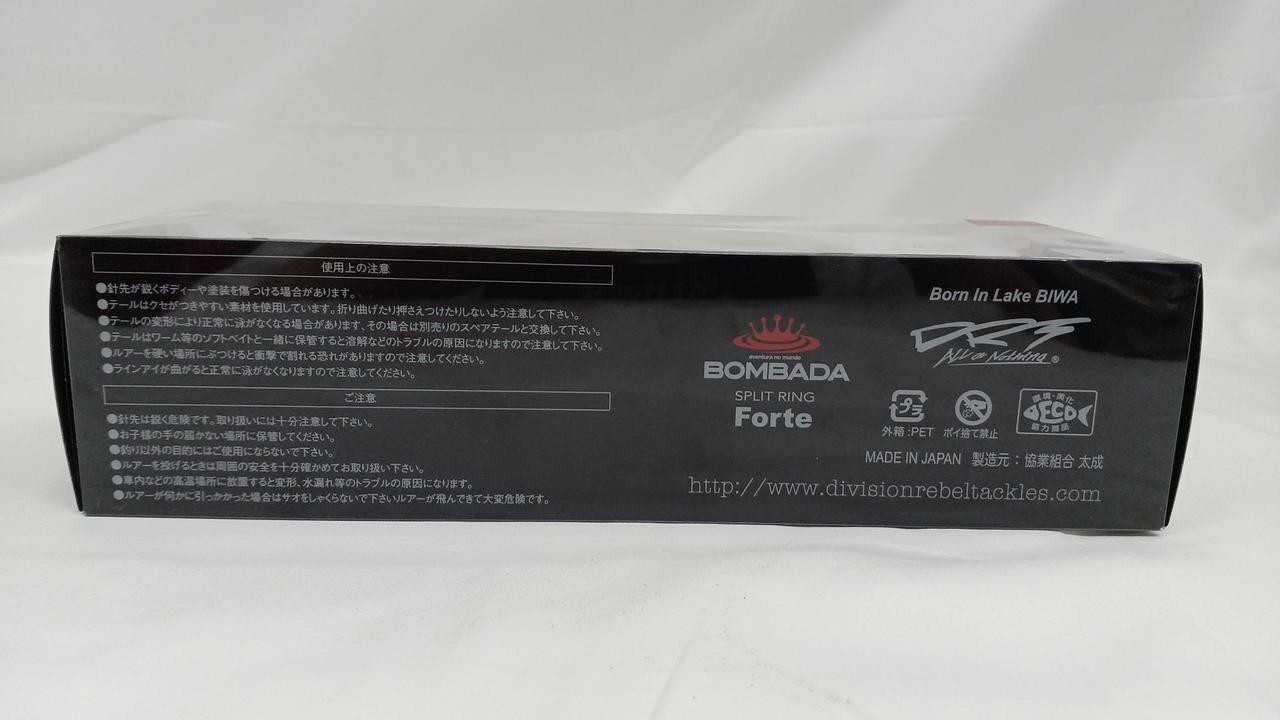 使用上の注意
●針先が鋭くボディーや塗装を傷つける場合があります。
●テールはクセがつきやすい素材を使用しています。折り曲げたり押さえつけたりしないよう注意して下さい。
●テールの変形により正常に泳がなくなる場合があります、その場合は別売りのスペアテールと交換して下さい。
●テールはワーム等のソフトベイトと一緒に保管すると溶解などのトラブルの原因になりますので注意して下さい。
●ルアーを硬い場所にぶつけると衝撃で割れる恐れがありますので注意してください。
●ラインアイが曲がると正常に泳がなくなりますので注意してください。
ご注意
●針先は鋭く危険です。取り扱いには十分注意して下さい。
●お子様の手の届かない場所に保管してください。
●釣り以外の目的にはご使用にならないで下さい。
●ルアーを投げるときは周囲の安全を十分確かめてお取り扱い下さい。
●車内などの高温場所に放置すると変形、水漏れ等のトラブルの原因になります。
●ルアーが何かに引っかかった場合はサオをしゃくらないで下さいルアーが飛んできて大変危険です。
aventura no mundo
BOMBADA
SPLIT RING
Forte
Born In Lake BIWA
DRT
All or Nothing ®
プラ
外箱:PET
ポイ捨て禁止
環境・美化
ECO
協力商品
MADE IN JAPAN 製造元：協業組合 太成
http://www.divisionrebeltackles.com